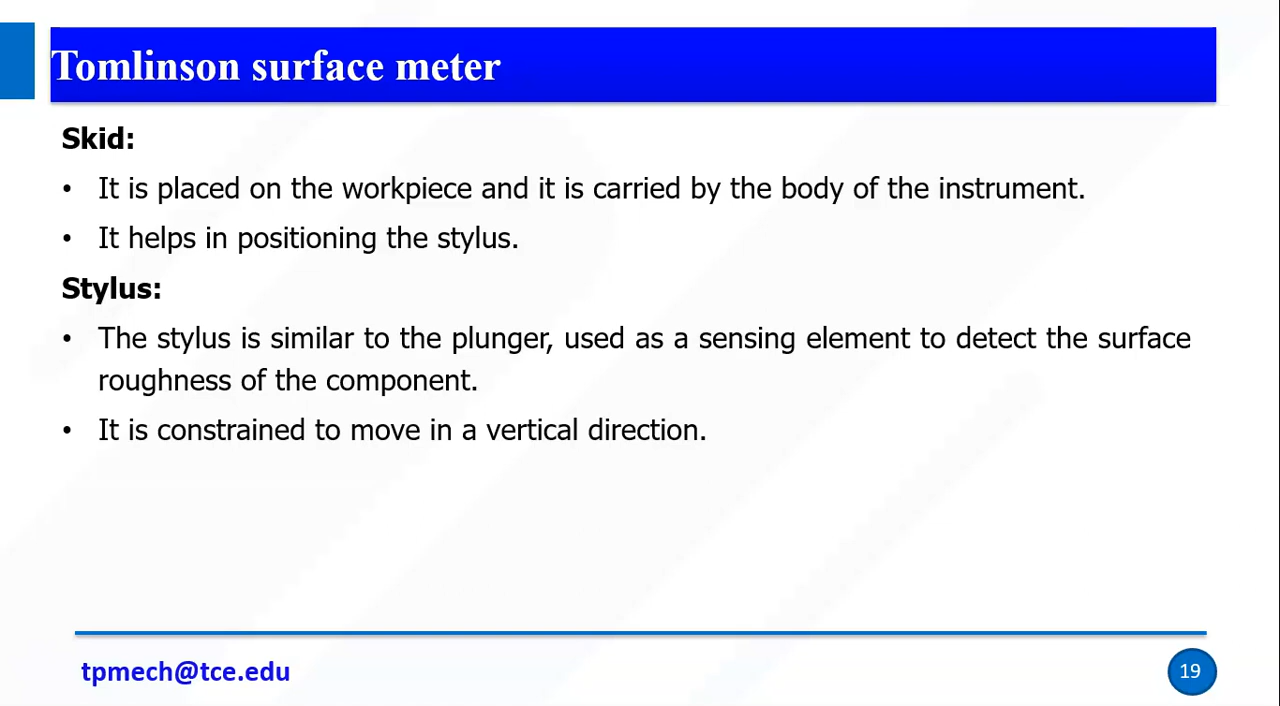 Tomlinson surface meter
Skid:
• It is placed on the workpiece and it is carried by the body of the instrument.
• It helps in positioning the stylus.
Stylus:
• The stylus is similar to the plunger, used as a sensing element to detect the surface
roughness of the component.
• It is constrained to move in a vertical direction.
tpmech@tce.edu
19